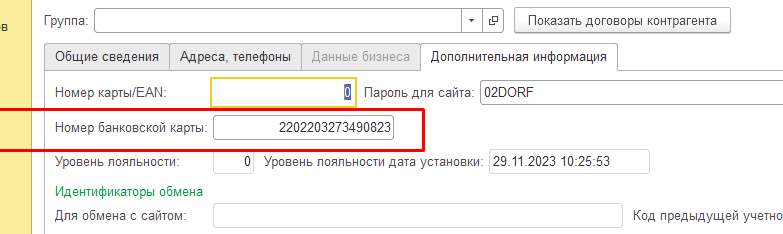 Группа: Показать договоры контрагента
ов
Общие сведения Адреса, телефоны Данные бизнеса Дополнительная информация
Номер карты/EAN: 0 Пароль для сайта: 02DORF
Номер банковской карты: 2202203273490823
Уровень лояльности: 0 Уровень лояльности дата установки: 29.11.2023 10:25:53
Идентификаторы обмена
Для обмена с сайтом: Код предыдущей учетно